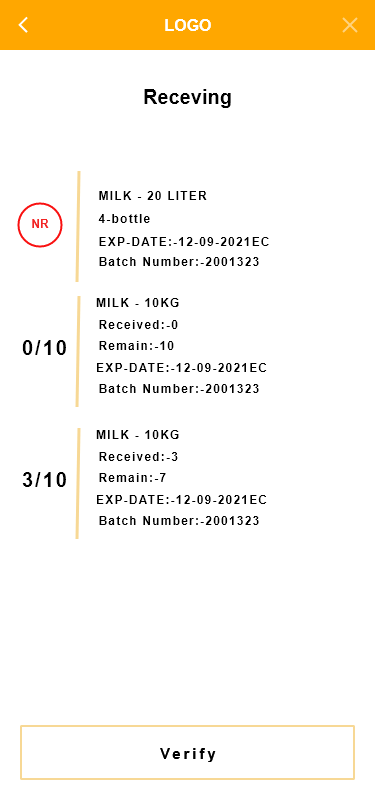 LOGO
Receving
NR
MILK - 20 LITER
4-bottle
EXP-DATE:-12-09-2021EC
Batch Number:-2001323
0/10
MILK - 10KG
Received:-0
Remain:-10
EXP-DATE:-12-09-2021EC
Batch Number:-2001323
3/10
MILK - 10KG
Received:-3
Remain:-7
EXP-DATE:-12-09-2021EC
Batch Number:-2001323
Verify